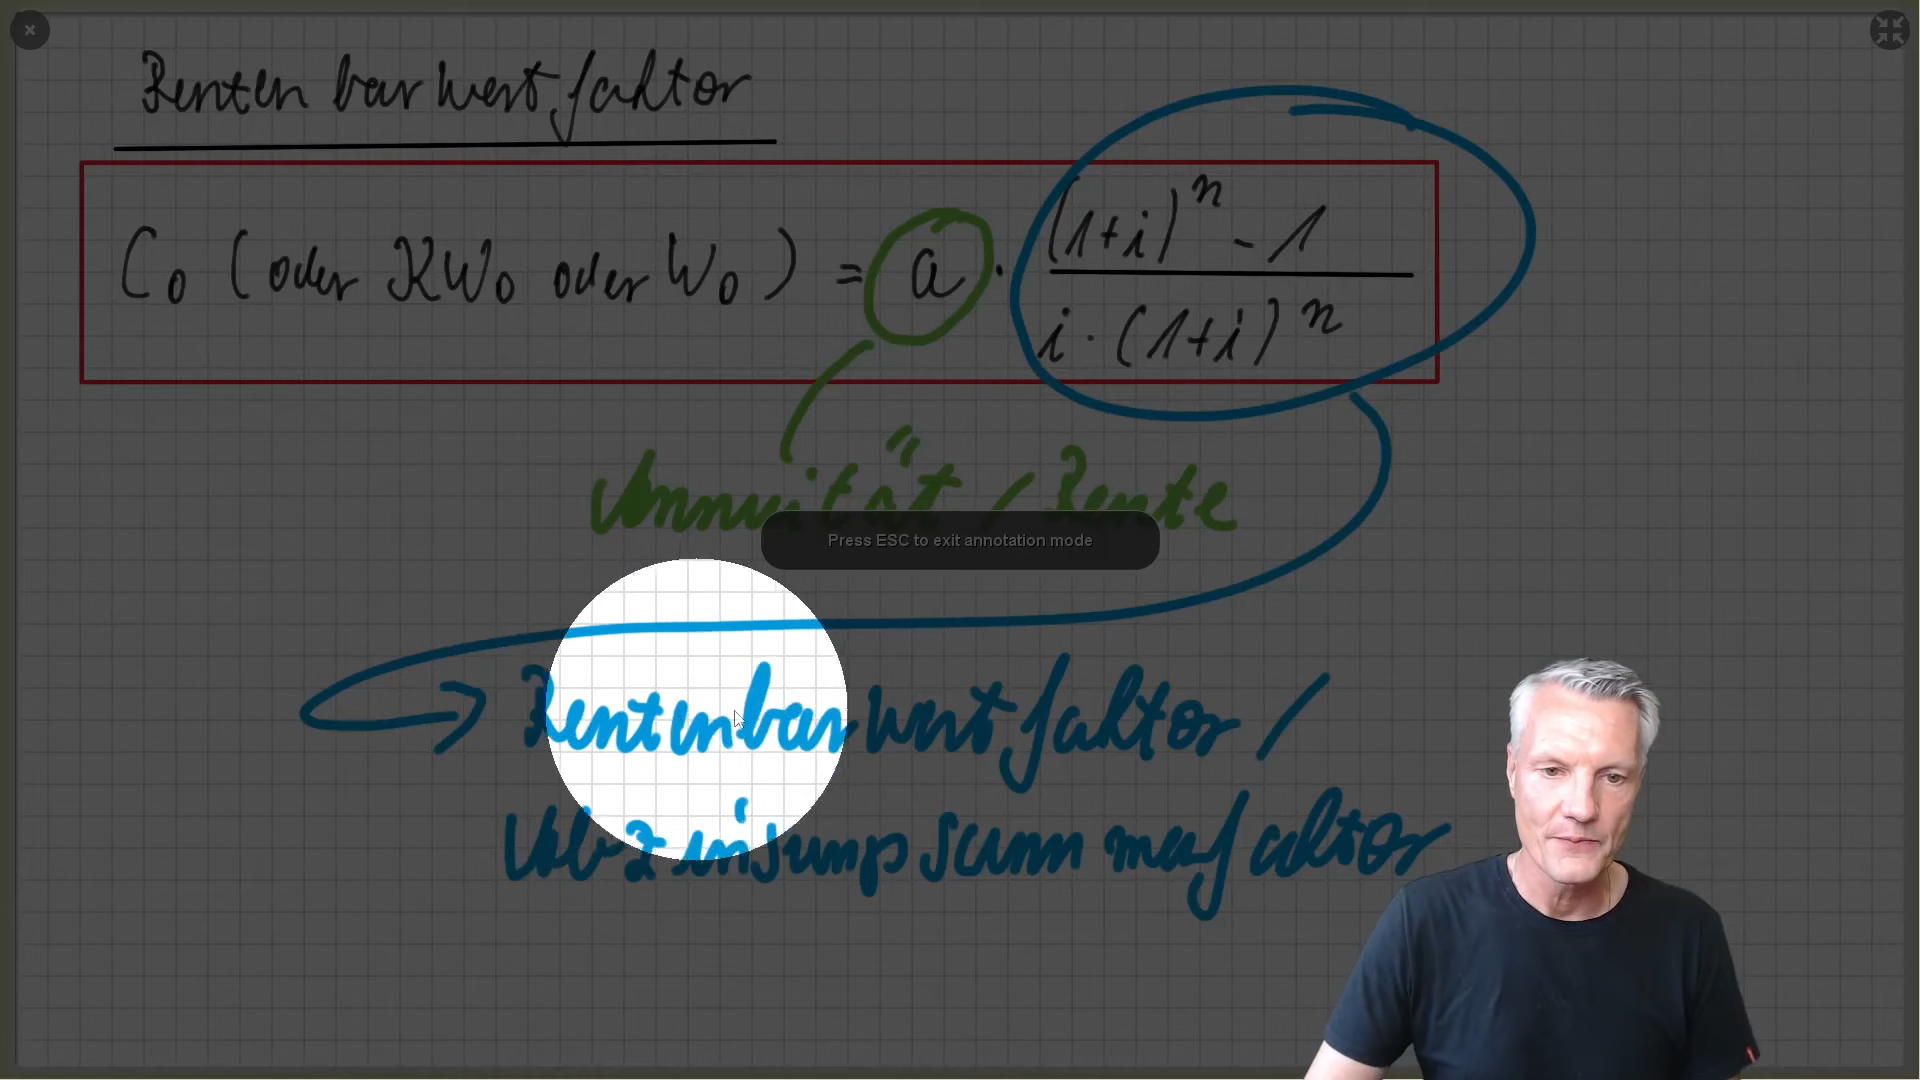 Rentenbarwertfaktor
C₀ (oder KW₀ oder W₀) = a · ((1+i)ⁿ - 1) / (i · (1+i)ⁿ)
Annuität / Rente
Press ESC to exit annotation mode
Rentenbarwertfaktor /
Abzinsungssummenfaktor